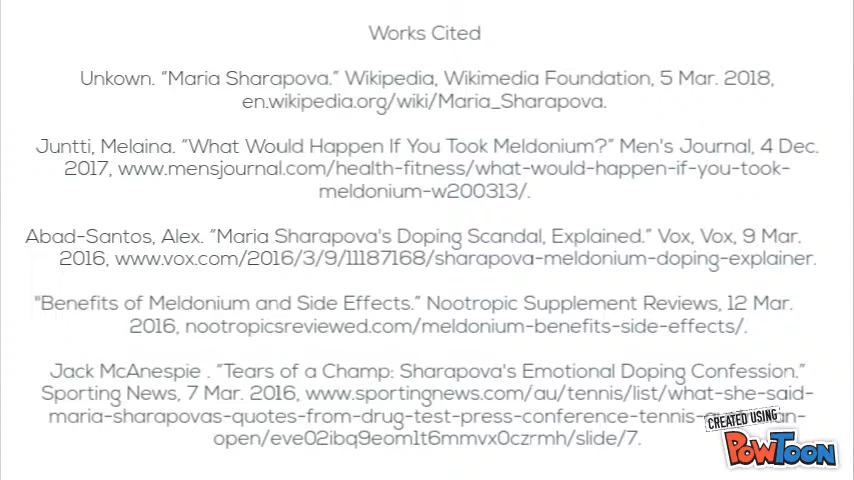 Works Cited
Unkown. “Maria Sharapova.” Wikipedia, Wikimedia Foundation, 5 Mar. 2018,
en.wikipedia.org/wiki/Maria_Sharapova.
Juntti, Melaina. “What Would Happen If You Took Meldonium?” Men's Journal, 4 Dec.
2017, www.mensjournal.com/health-fitness/what-would-happen-if-you-took-
meldonium-w200313/.
Abad-Santos, Alex. “Maria Sharapova's Doping Scandal, Explained.” Vox, Vox, 9 Mar.
2016, www.vox.com/2016/3/9/11187168/sharapova-meldonium-doping-explainer.
"Benefits of Meldonium and Side Effects.” Nootropic Supplement Reviews, 12 Mar.
2016, nootropicsreviewed.com/meldonium-benefits-side-effects/.
Jack McAnespie . “Tears of a Champ: Sharapova's Emotional Doping Confession.”
Sporting News, 7 Mar. 2016, www.sportingnews.com/au/tennis/list/what-she-said-
maria-sharapovas-quotes-from-drug-test-press-conference-tennis-
open/eve02ibq9eom1t6mmvx0czrmh/slide/7.
CREATED USING
POWTOON